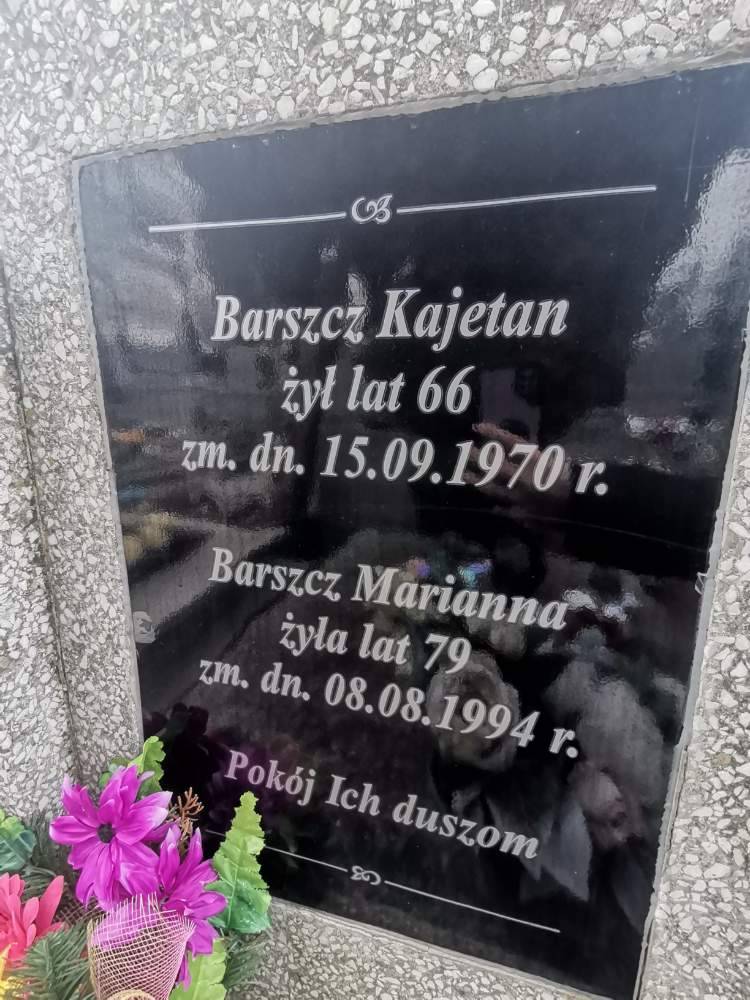 Barszcz Kajetan
żył lat 66
zm. dn. 15.09.1970 r.
Barszcz Marianna
żyła lat 79
zm. dn. 08.08.1994 r.
Pokój Ich duszom